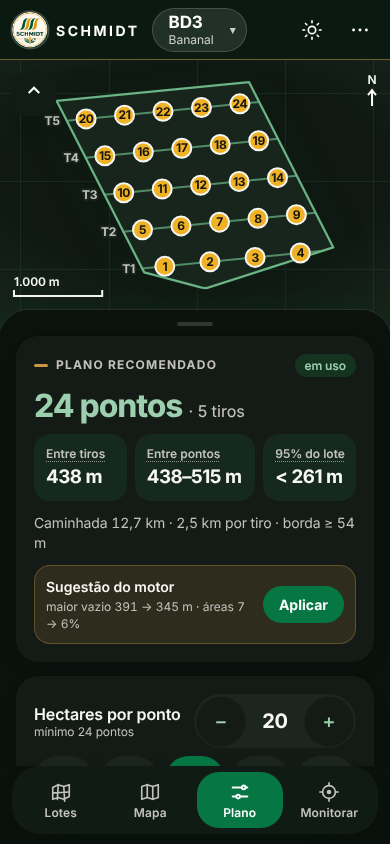 SCHMIDT
SCHMIDT
BD3
Bananal
▾
N
T5
20
21
22
23
24
T4
15
16
17
18
19
T3
10
11
12
13
14
T2
5
6
7
8
9
T1
1
2
3
4
1.000 m
PLANO RECOMENDADO
em uso
24 pontos · 5 tiros
Entre tiros
438 m
Entre pontos
438–515 m
95% do lote
< 261 m
Caminhada 12,7 km · 2,5 km por tiro · borda ≥ 54
m
Sugestão do motor
maior vazio 391 → 345 m · áreas 7
→ 6%
Aplicar
Hectares por ponto
mínimo 24 pontos
−
20
+
Lotes
Mapa
Plano
Monitorar